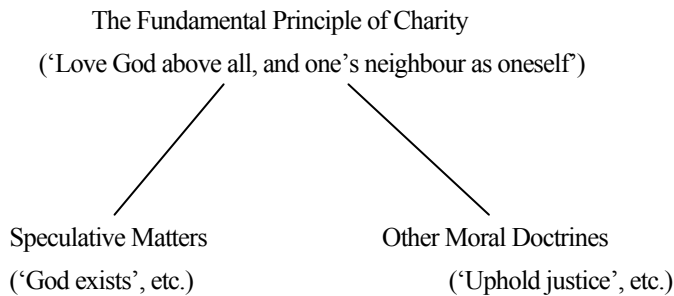 The Fundamental Principle of Charity
(‘Love God above all, and one’s neighbour as oneself’)
Speculative Matters
Other Moral Doctrines
(‘God exists’, etc.)
(‘Uphold justice’, etc.)